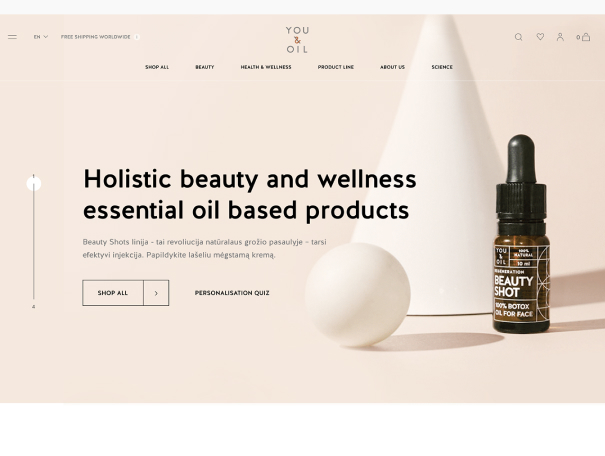 EN
FREE SHIPPING WORLDWIDE
YOU
&
OIL
0
SHOP ALL
BEAUTY
HEALTH & WELLNESS
PRODUCT LINE
ABOUT US
SCIENCE
Holistic beauty and wellness
essential oil based products
Beauty Shots linija - tai revoliucija natūralaus grožio pasaulyje – tarsi
efektyvi injekcija. Papildykite lašeliu mėgstamą kremą.
SHOP ALL
PERSONALISATION QUIZ
4
YOU
&
OIL
100%
NATURAL
10 ml
REGENERATION
BEAUTY
SHOT
100% BOTOX
OIL FOR FACE